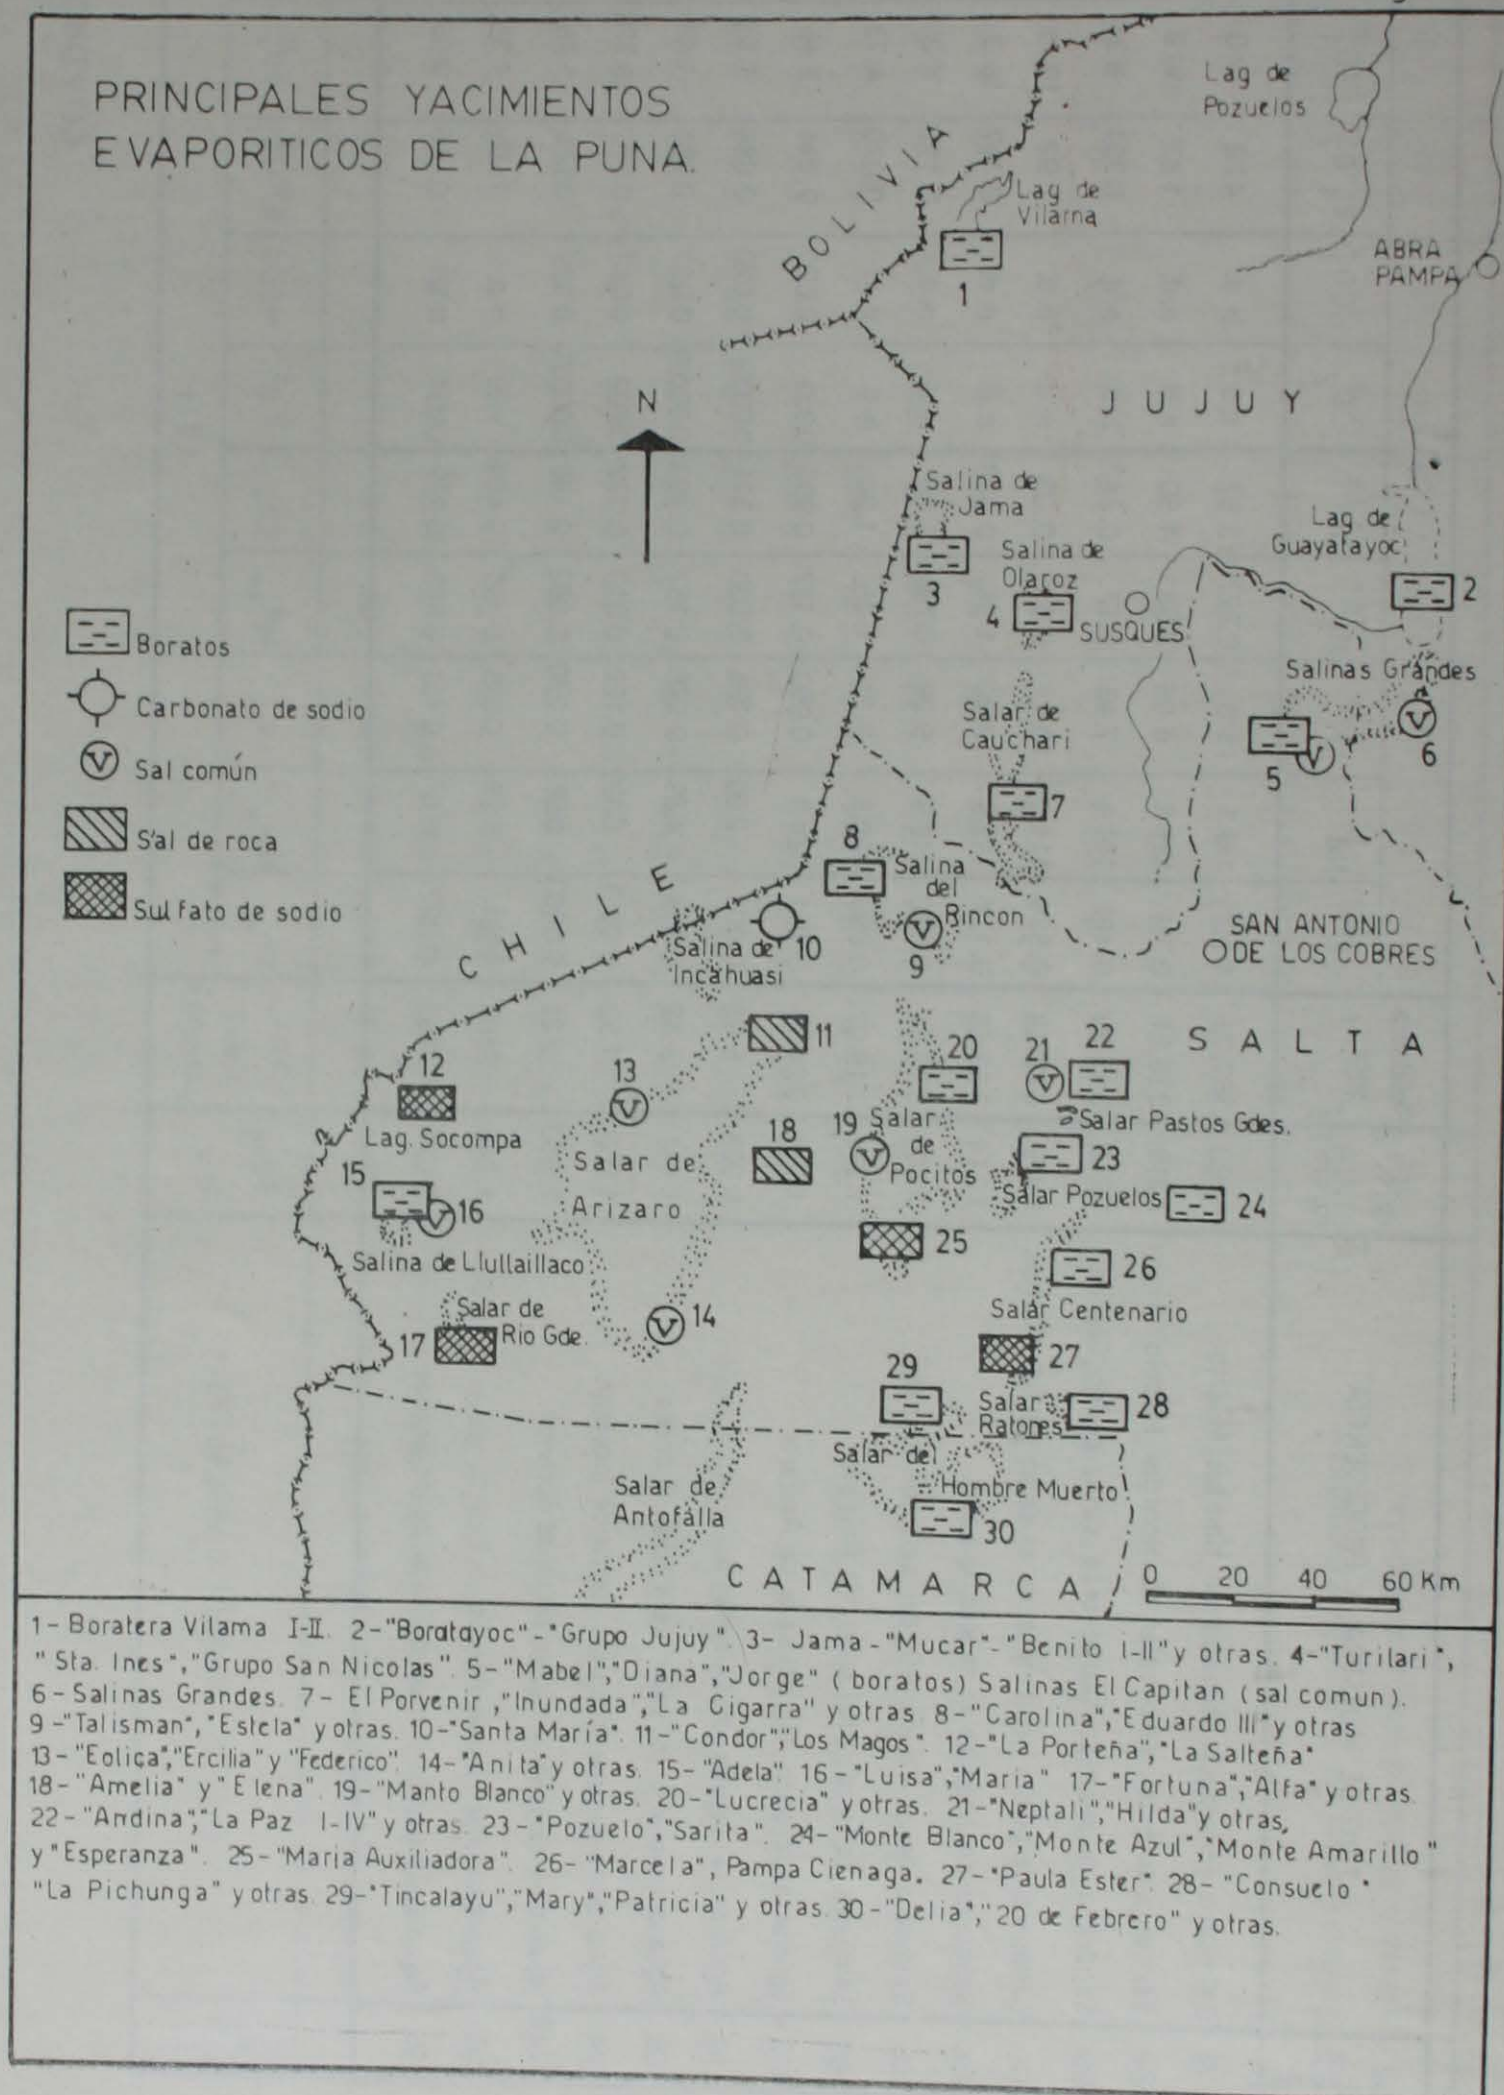 PRINCIPALES YACIMIENTOS
EVAPORITICOS DE LA PUNA.
Lag de
Pozuelos
BOLIVIA
Lag de
Vilama
1
ABRA
PAMPA
N
JUJUY
Salina de
Jama
3
Salina de
Olaroz
4
SUSQUES
Lag de
Guayatayoc
2
Salinas Grandes
5
6
Boratos
Carbonato de sodio
Sal común
Sal de roca
Sulfato de sodio
Salar de
Cauchari
7
8
Salina
del
Rincon
9
CHILE
Salina de
Incahuasi
10
SAN ANTONIO
DE LOS COBRES
SALTA
11
12
Lag. Socompa
13
Salar de
Arizaro
14
15
16
Salina de Llullaillaco
17
Salar de
Rio Gde.
18
19
Salar
de
Pocitos
20
21
22
Salar Pastos Gdes.
23
Salar Pozuelos
24
25
26
Salar Centenario
27
28
Salar
Ratones
29
Salar del
Hombre Muerto
30
Salar de
Antofalla
CATAMARCA
0 20 40 60 Km
1- Boratera Vilama I-II. 2-"Boratayoc"-"Grupo Jujuy". 3- Jama-"Mucar"-"Benito I-II" y otras. 4-"Turilari",
"Sta. Ines","Grupo San Nicolas". 5-"Mabel","Diana","Jorge" (boratos) Salinas El Capitan (sal comun).
6-Salinas Grandes. 7- El Porvenir,"Inundada","La Cigarra" y otras 8-"Carolina","Eduardo III" y otras
9-"Talisman","Estela" y otras. 10-"Santa María". 11-"Condor","Los Magos". 12-"La Porteña","La Salteña"
13-"Eolica","Ercilia" y "Federico". 14-"Anita" y otras. 15-"Adela" 16-"Luisa","Maria" 17-"Fortuna","Alfa" y otras.
18-"Amelia" y "Elena". 19-"Manto Blanco" y otras. 20-"Lucrecia" y otras. 21-"Neptali","Hilda" y otras,
22-"Andina","La Paz I-IV" y otras. 23-"Pozuelo","Sarita". 24-"Monte Blanco","Monte Azul","Monte Amarillo"
y "Esperanza". 25-"Maria Auxiliadora". 26-"Marcela", Pampa Cienaga. 27-"Paula Ester". 28-"Consuelo"
"La Pichunga" y otras. 29-"Tincalayu","Mary","Patricia" y otras. 30-"Delia","20 de Febrero" y otras.